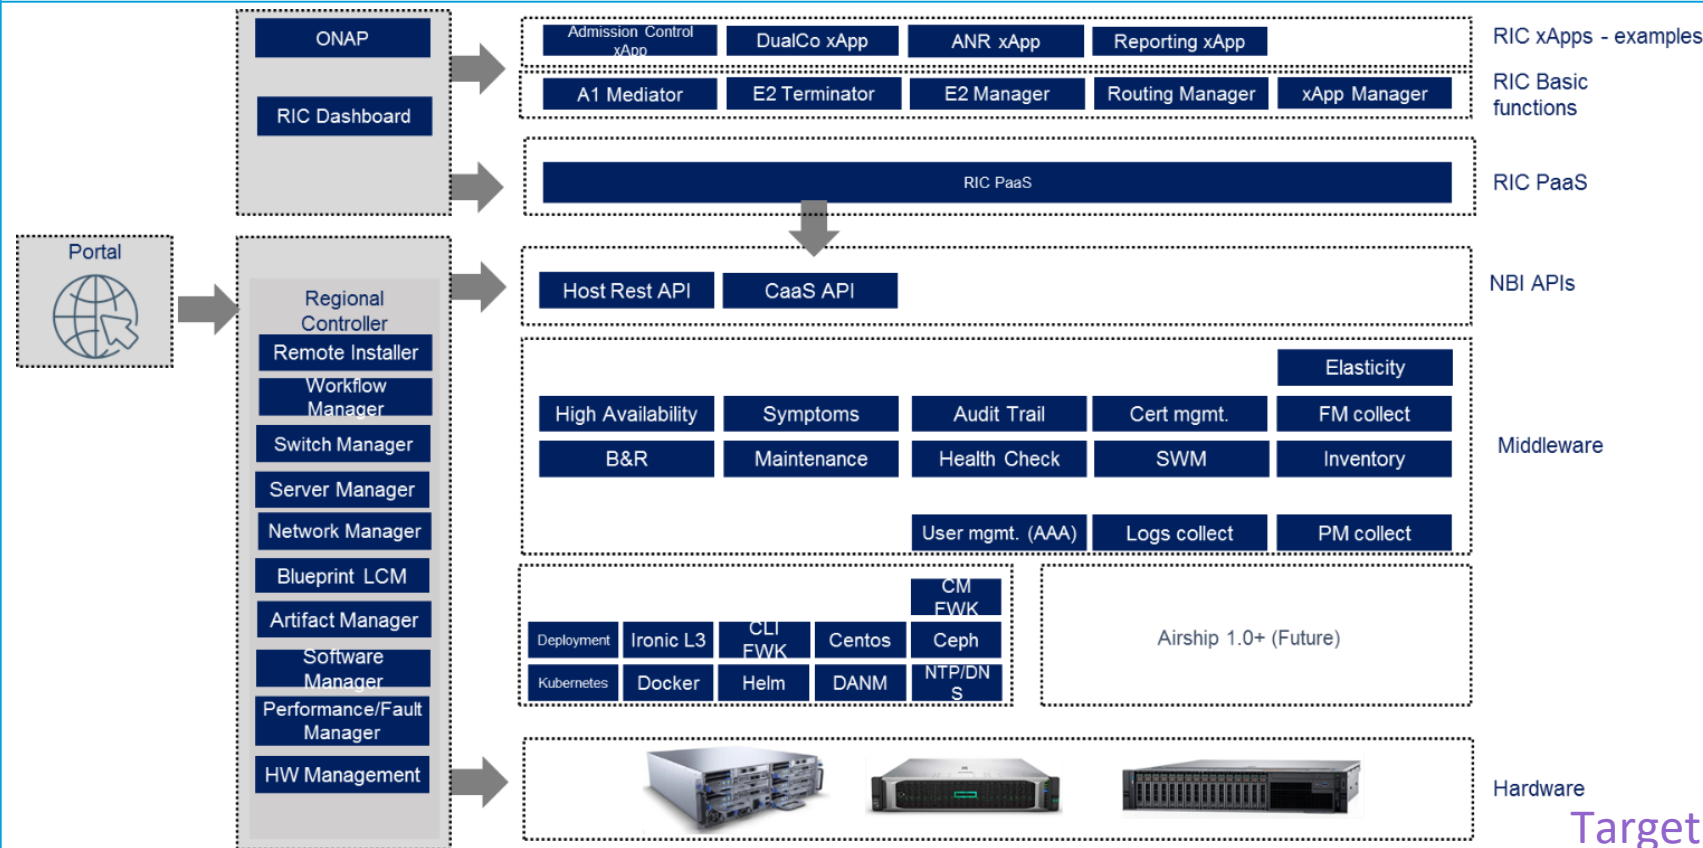 ONAP
RIC Dashboard
Admission Control
xApp
DualCo xApp
ANR xApp
Reporting xApp
RIC xApps - examples
A1 Mediator
E2 Terminator
E2 Manager
Routing Manager
xApp Manager
RIC Basic
functions
RIC PaaS
RIC PaaS
Portal
Regional
Controller
Remote Installer
Workflow
Manager
Switch Manager
Server Manager
Network Manager
Blueprint LCM
Artifact Manager
Software
Manager
Performance/Fault
Manager
HW Management
Host Rest API
CaaS API
NBI APIs
Elasticity
High Availability
Symptoms
Audit Trail
Cert mgmt.
FM collect
B&R
Maintenance
Health Check
SWM
Inventory
User mgmt. (AAA)
Logs collect
PM collect
Middleware
CM
FWK
Deployment
Ironic L3
CLI
FWK
Centos
Ceph
Kubernetes
Docker
Helm
DANM
NTP/DN
S
Airship 1.0+ (Future)
Hardware
Target